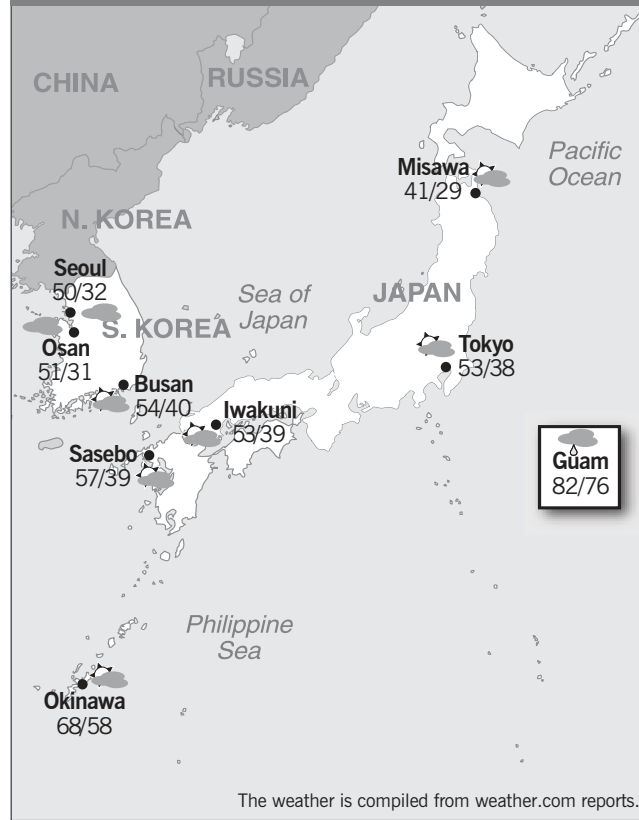 CHINA
RUSSIA
Pacific
Ocean
Misawa
41/29
N. KOREA
Seoul
50/32
Sea of
Japan
JAPAN
S. KOREA
Osan
51/31
Tokyo
53/38
Busan
54/40
Iwakuni
53/39
Sasebo
57/39
Guam
82/76
Philippine
Sea
Okinawa
68/58
The weather is compiled from weather.com reports.